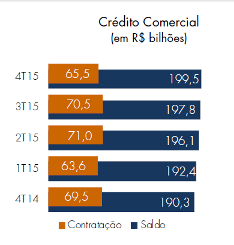 Crédito Comercial
(em R$ bilhões)
4T15 65,5 199,5
3T15 70,5 197,8
2T15 71,0 196,1
1T15 63,6 192,4
4T14 69,5 190,3
Contratação Saldo